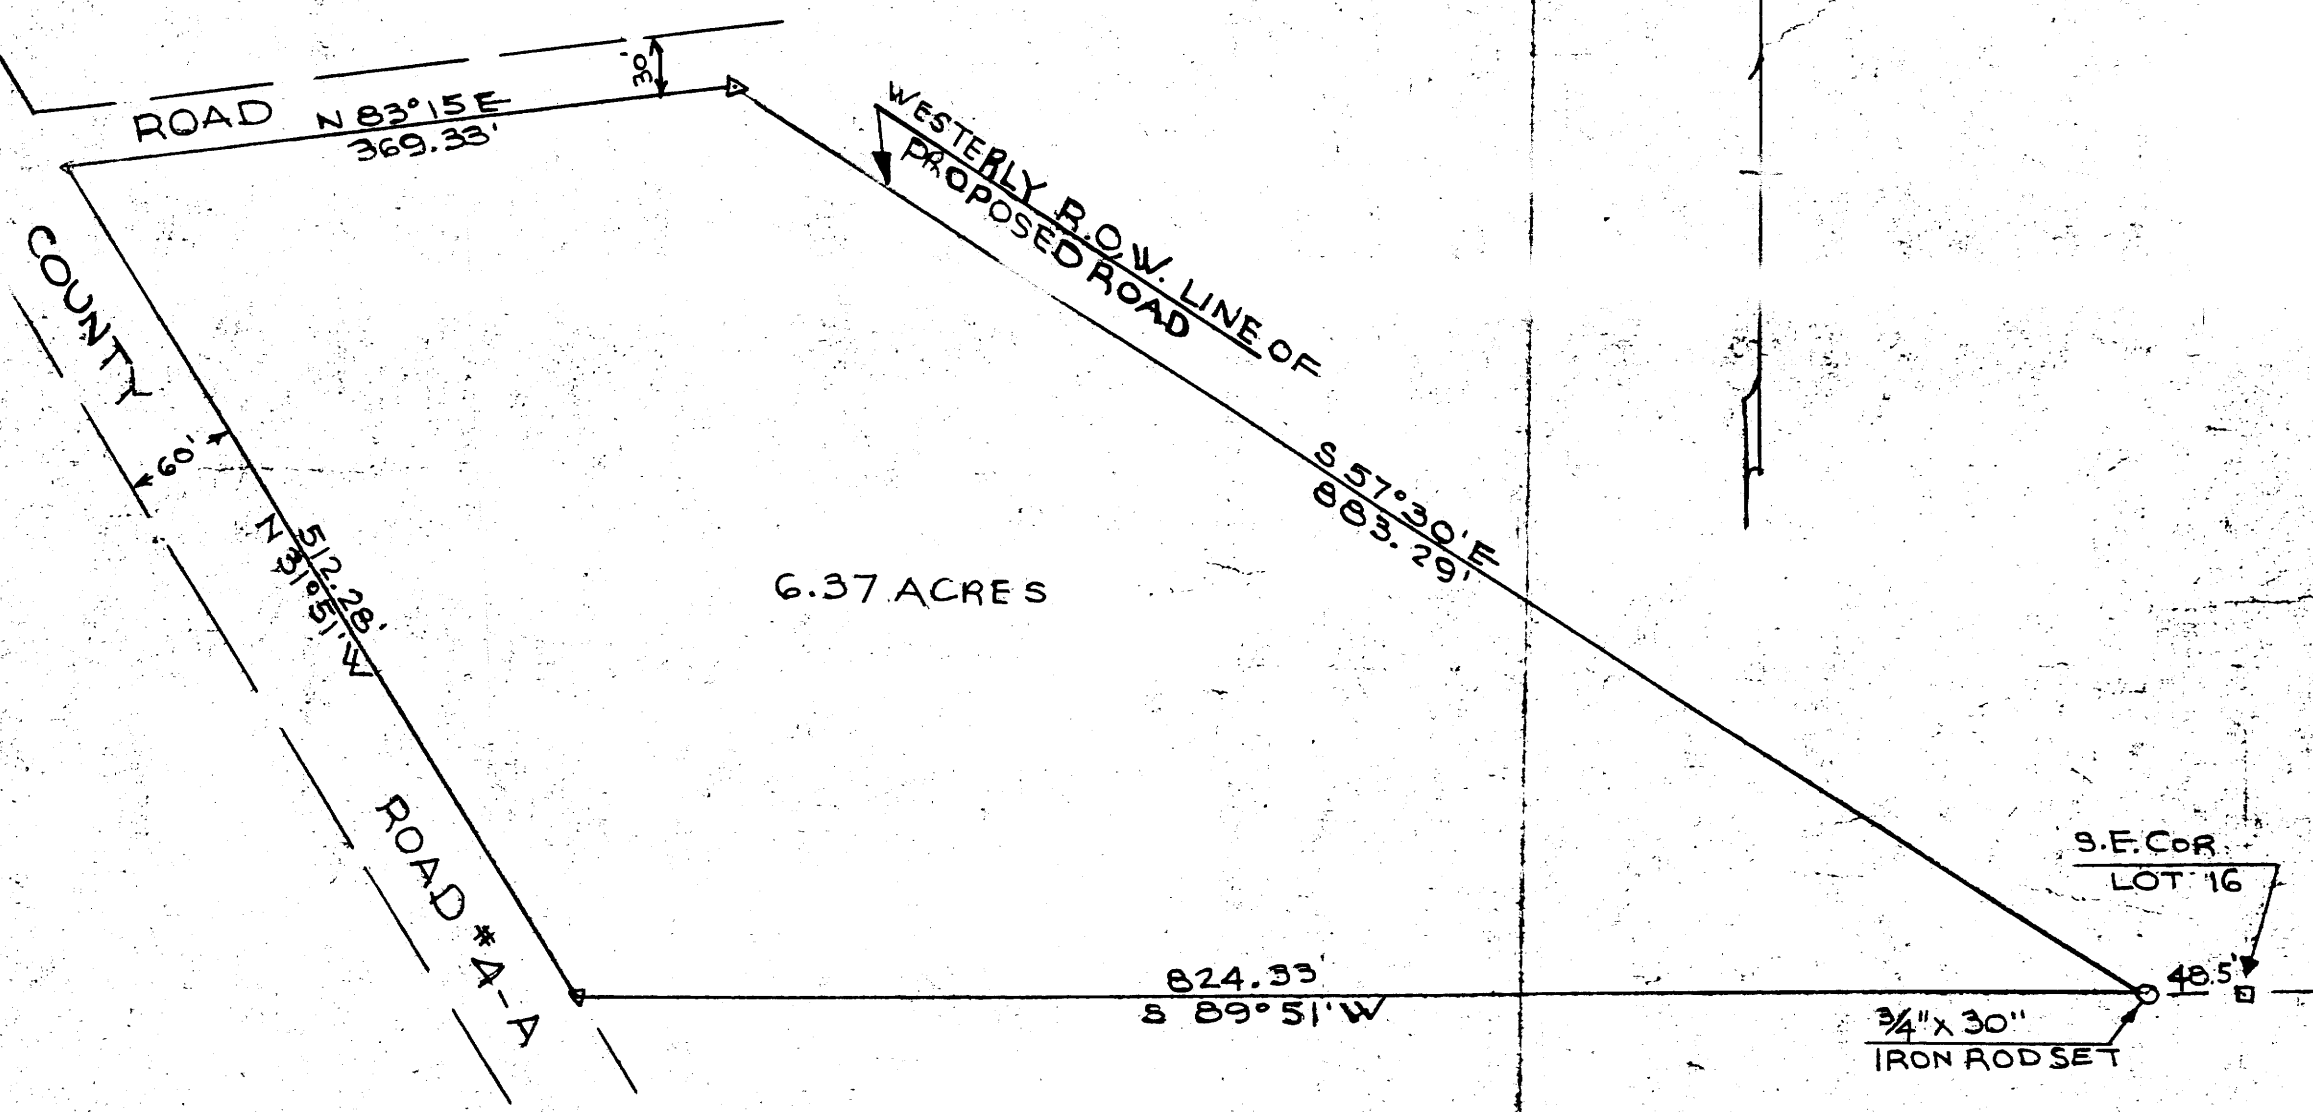 30'
ROAD N 83°15 E
369.33'
WESTERLY R.O.W. LINE OF
PROPOSED ROAD
COUNTY
60'
S 57°30' E
883.29'
512.28'
N 31°51' W
6.37 ACRES
ROAD #4-A
S.E. COR.
LOT 16
824.33'
S 89°51' W
48.5'
3/4" X 30"
IRON ROD SET